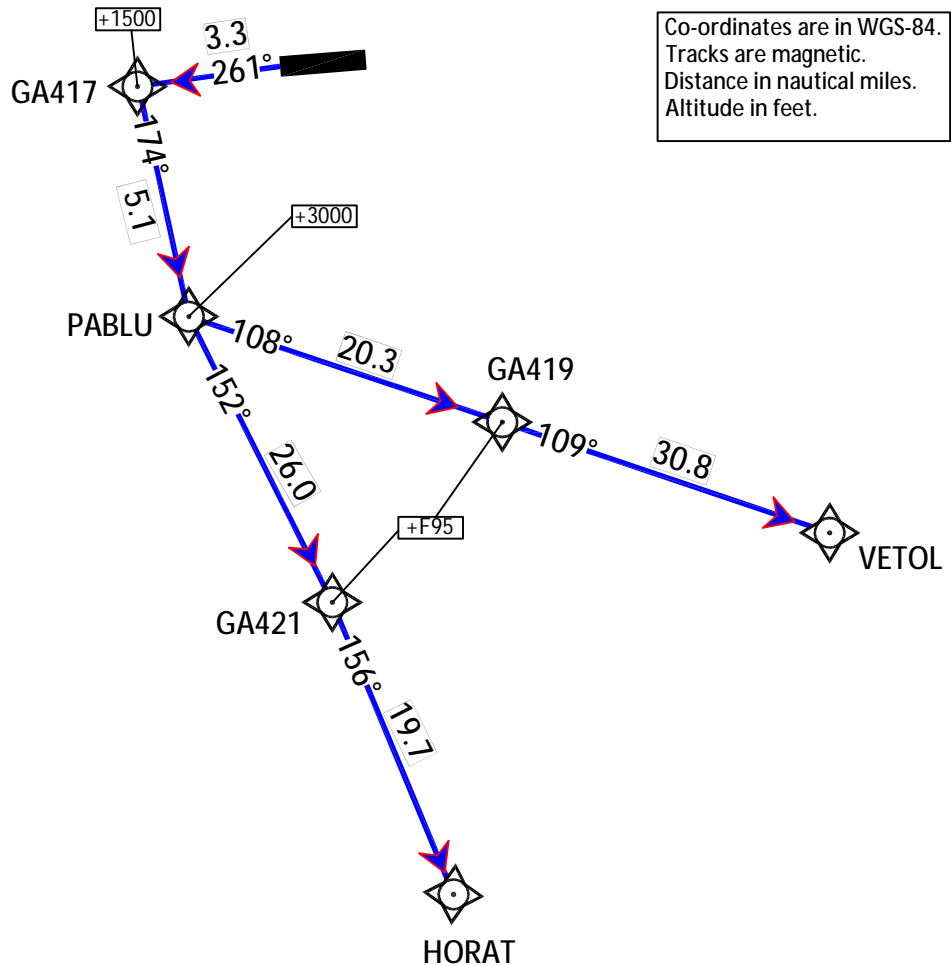 +1500
3.3
Co-ordinates are in WGS-84.
Tracks are magnetic.
Distance in nautical miles.
Altitude in feet.
261°
GA417
174°
5.1
+3000
PABLU
108°
20.3
GA419
152°
109°
30.8
26.0
+F95
VETOL
GA421
156°
19.7
HORAT